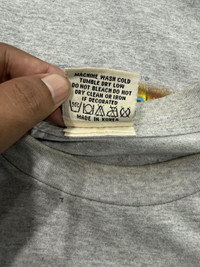 MACHINE WASH COLD
TUMBLE DRY LOW
DO NOT BLEACH DO NOT
DRY CLEAN OR IRON
IF DECORATED
MADE IN KOREA